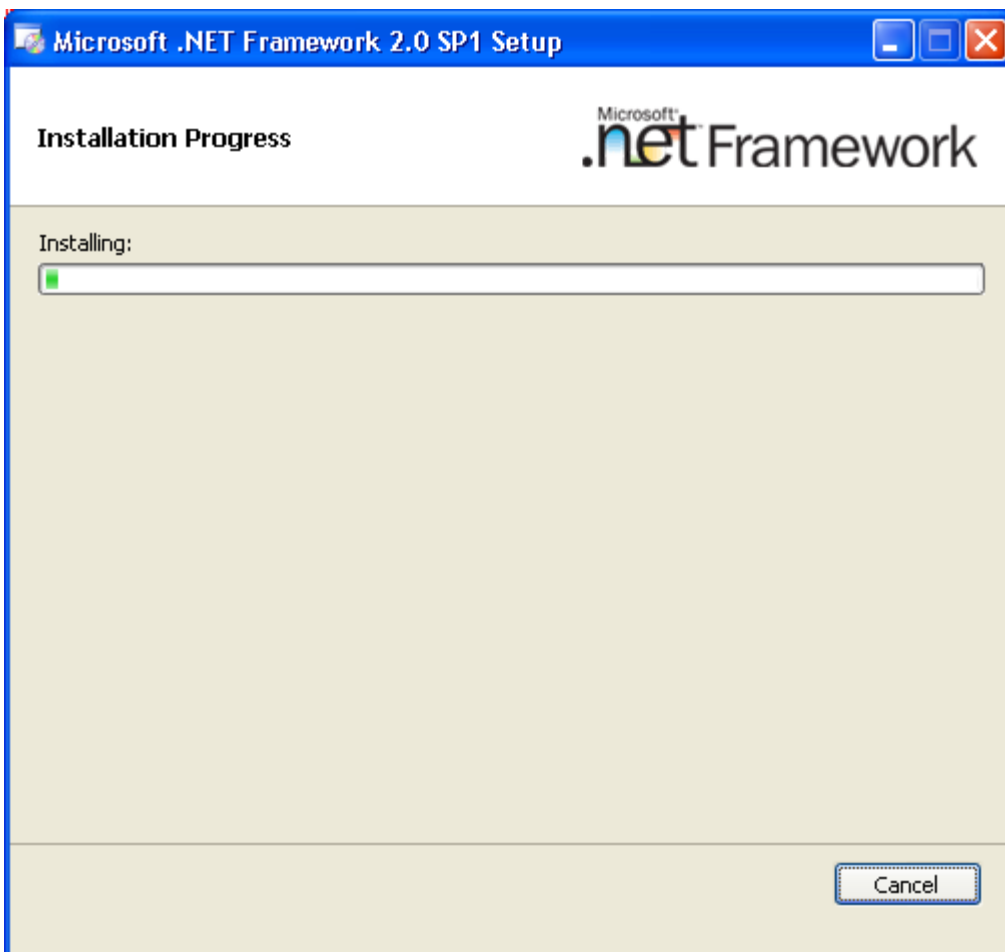 Microsoft .NET Framework 2.0 SP1 Setup
Installation Progress
Microsoft
.net Framework
Installing:
Cancel